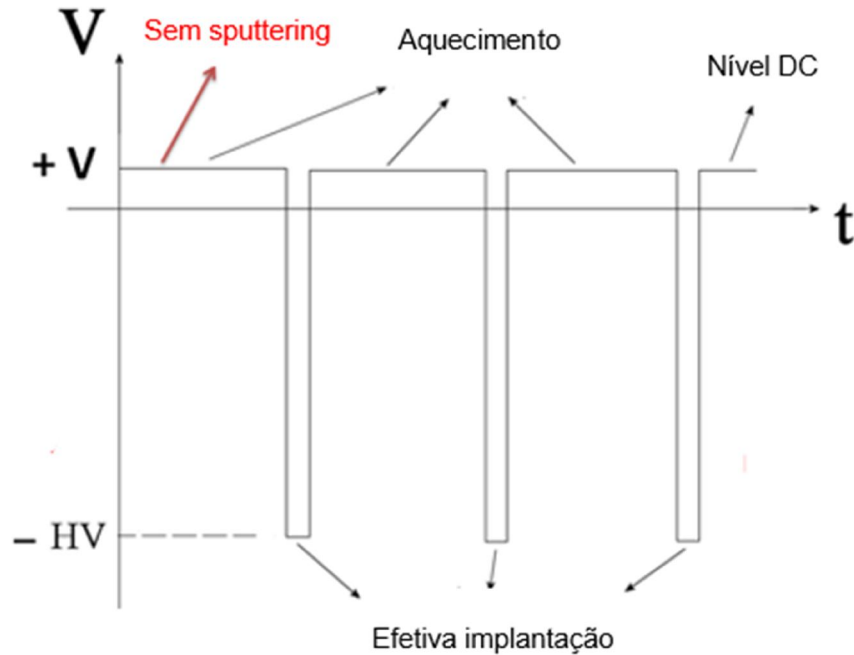 V
Sem sputtering
Aquecimento
Nível DC
+ V
t
– HV
Efetiva implantação